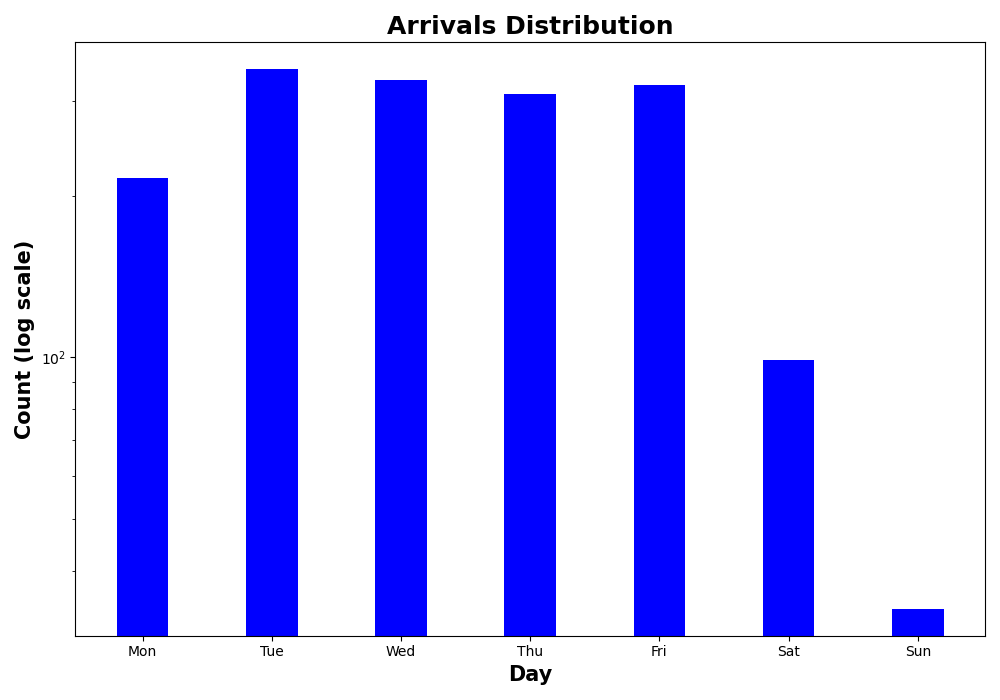 Arrivals Distribution
Count (log scale)
10²
Mon Tue Wed Thu Fri Sat Sun
Day